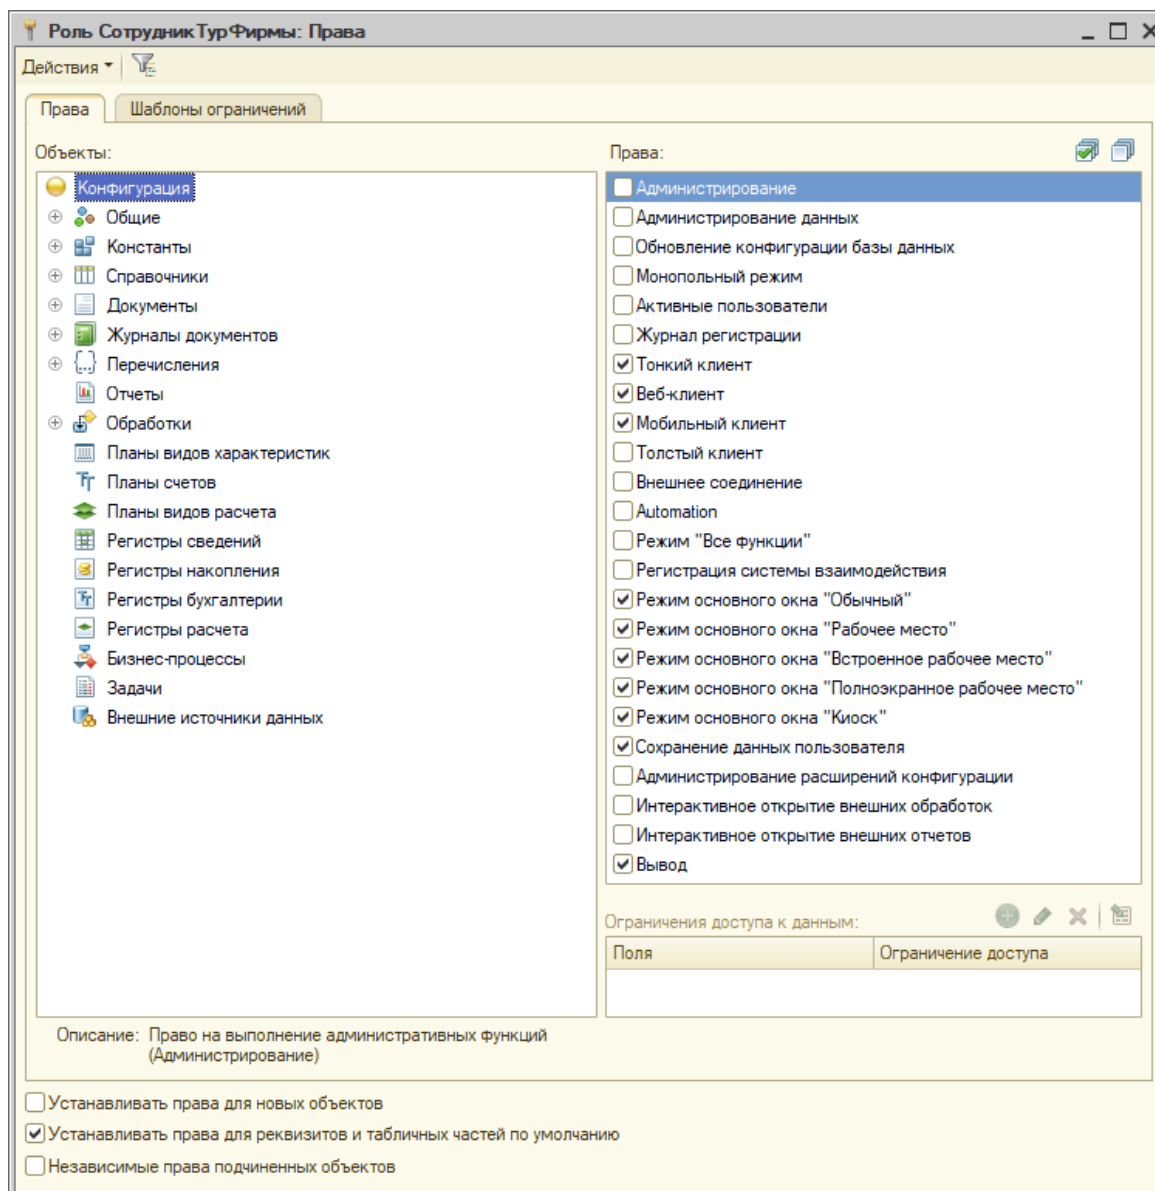 Роль СотрудникТурФирмы: Права
Действия
Права
Шаблоны ограничений
Объекты:
Конфигурация
Общие
Константы
Справочники
Документы
Журналы документов
Перечисления
Отчеты
Обработки
Планы видов характеристик
Планы счетов
Планы видов расчета
Регистры сведений
Регистры накопления
Регистры бухгалтерии
Регистры расчета
Бизнес-процессы
Задачи
Внешние источники данных
Права:
Администрирование
Администрирование данных
Обновление конфигурации базы данных
Монопольный режим
Активные пользователи
Журнал регистрации
Тонкий клиент
Веб-клиент
Мобильный клиент
Толстый клиент
Внешнее соединение
Automation
Режим "Все функции"
Регистрация системы взаимодействия
Режим основного окна "Обычный"
Режим основного окна "Рабочее место"
Режим основного окна "Встроенное рабочее место"
Режим основного окна "Полноэкранное рабочее место"
Режим основного окна "Киоск"
Сохранение данных пользователя
Администрирование расширений конфигурации
Интерактивное открытие внешних обработок
Интерактивное открытие внешних отчетов
Вывод
Ограничения доступа к данным:
Поля
Ограничение доступа
Описание: Право на выполнение административных функций
(Администрирование)
Устанавливать права для новых объектов
Устанавливать права для реквизитов и табличных частей по умолчанию
Независимые права подчиненных объектов